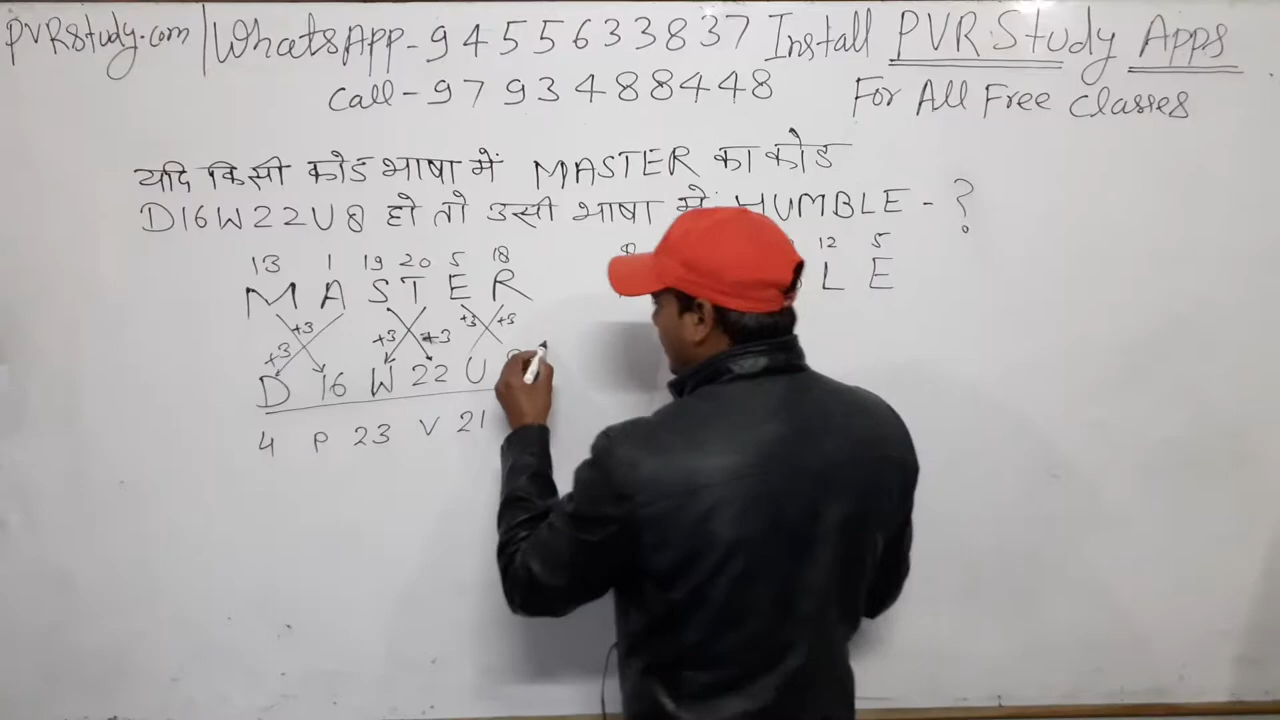 PVRStudy.com | WhatsApp-9455633837 Install PVR Study Apps
Call-9793488448 For All Free Classes
यदि किसी कोड भाषा में MASTER का कोड
D16W22U8 हो तो उसी भाषा में HUMBLE - ?
13 1 19 20 5 18 12 5
M A S T E R L E
+3 +3 +3 +3 +3 +3
D 16 W 22 U
4 P 23 V 21